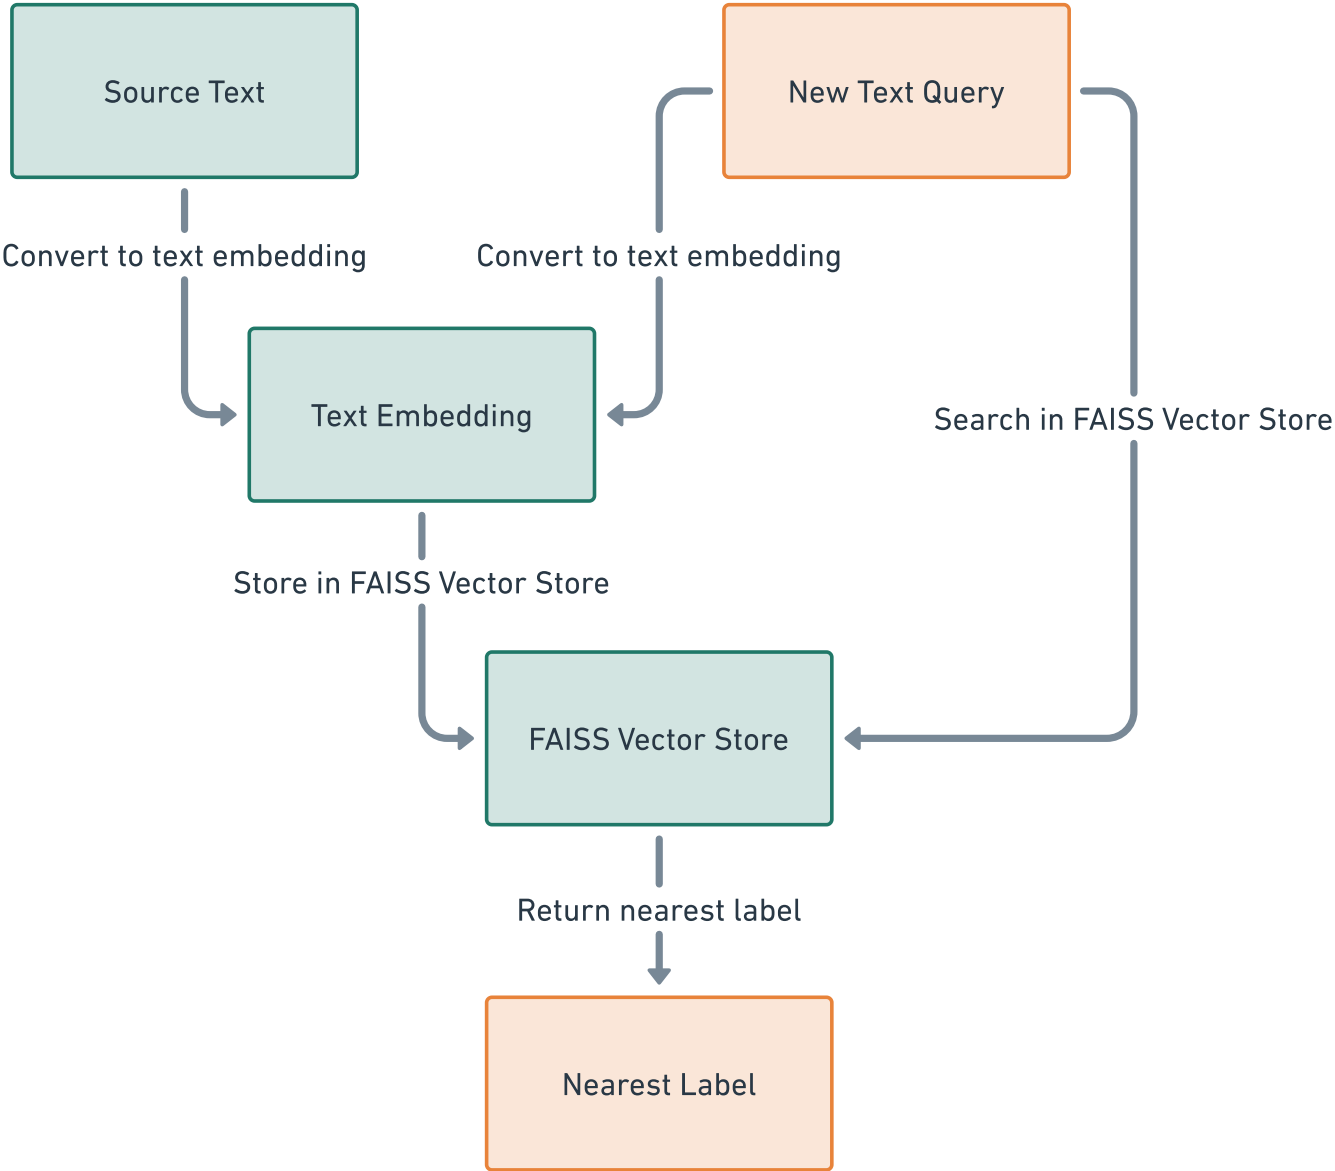 Source Text
New Text Query
Convert to text embedding
Convert to text embedding
Text Embedding
Search in FAISS Vector Store
Store in FAISS Vector Store
FAISS Vector Store
Return nearest label
Nearest Label